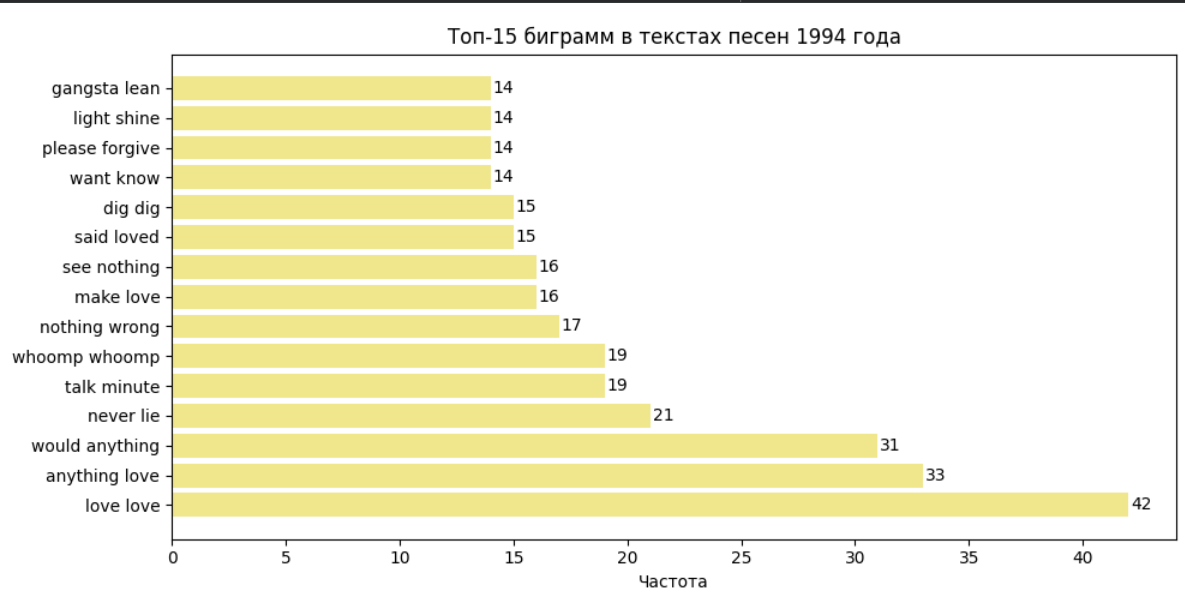 Топ-15 биграмм в текстах песен 1994 года
gangsta lean 14
light shine 14
please forgive 14
want know 14
dig dig 15
said loved 15
see nothing 16
make love 16
nothing wrong 17
whoomp whoomp 19
talk minute 19
never lie 21
would anything 31
anything love 33
love love 42
0 5 10 15 20 25 30 35 40
Частота